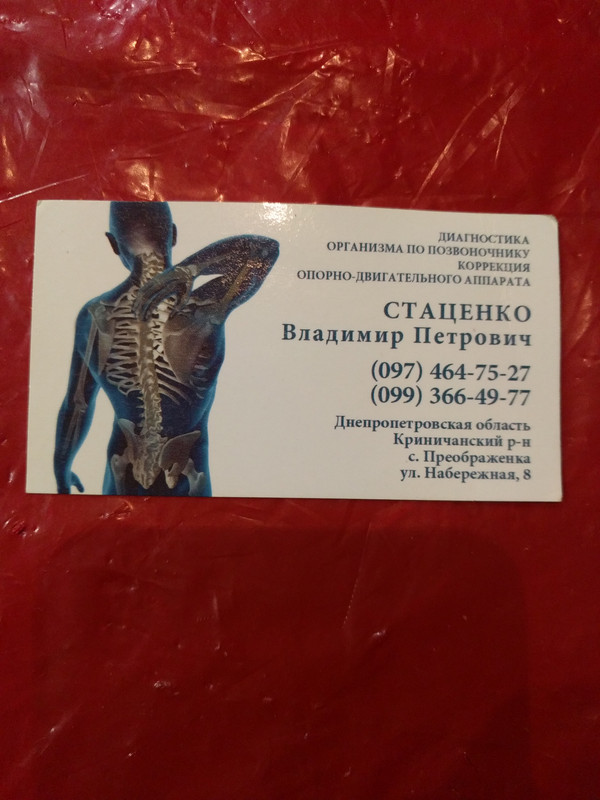 ДИАГНОСТИКА
ОРГАНИЗМА ПО ПОЗВОНОЧНИКУ
КОРРЕКЦИЯ
ОПОРНО-ДВИГАТЕЛЬНОГО АППАРАТА
СТАЦЕНКО
Владимир Петрович
(097) 464-75-27
(099) 366-49-77
Днепропетровская область
Криничанский р-н
с. Преображенка
ул. Набережная, 8